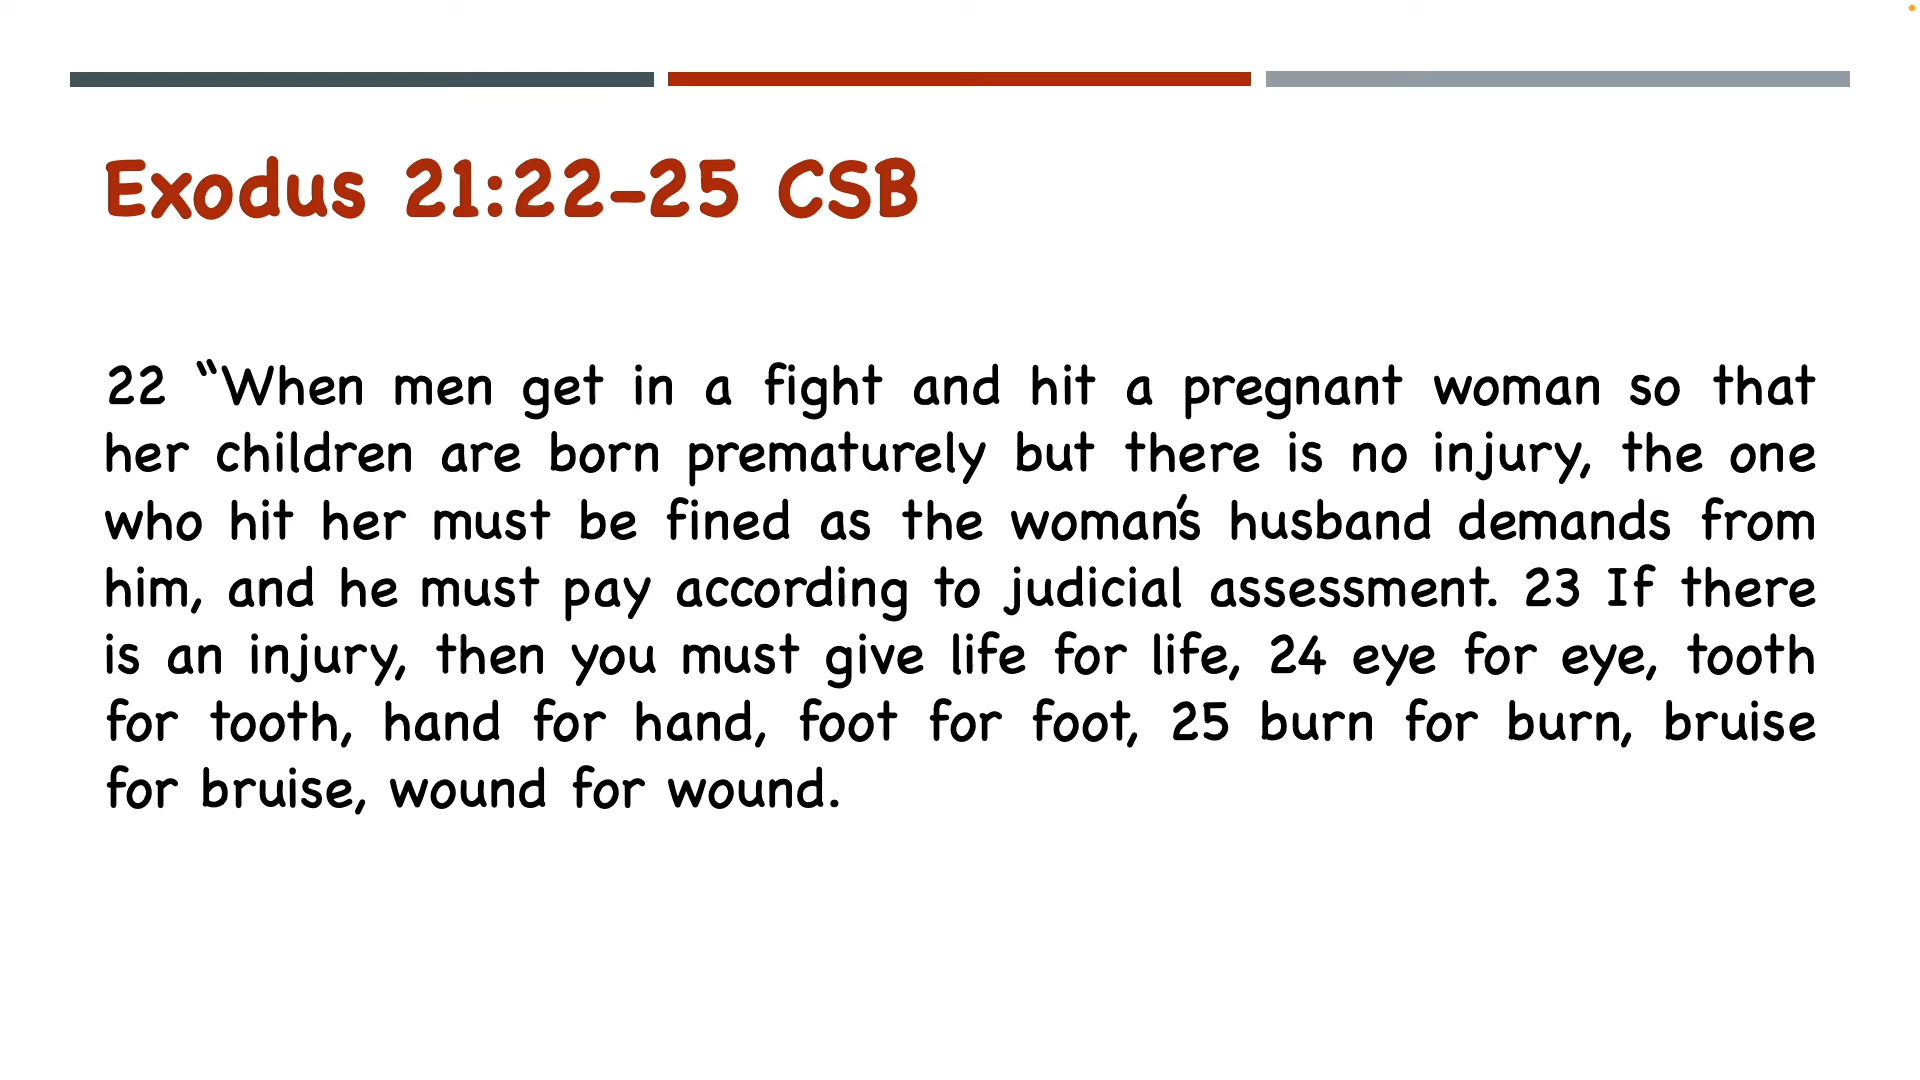 Exodus 21:22-25 CSB
22 “When men get in a fight and hit a pregnant woman so that
her children are born prematurely but there is no injury, the one
who hit her must be fined as the woman’s husband demands from
him, and he must pay according to judicial assessment. 23 If there
is an injury, then you must give life for life, 24 eye for eye, tooth
for tooth, hand for hand, foot for foot, 25 burn for burn, bruise
for bruise, wound for wound.